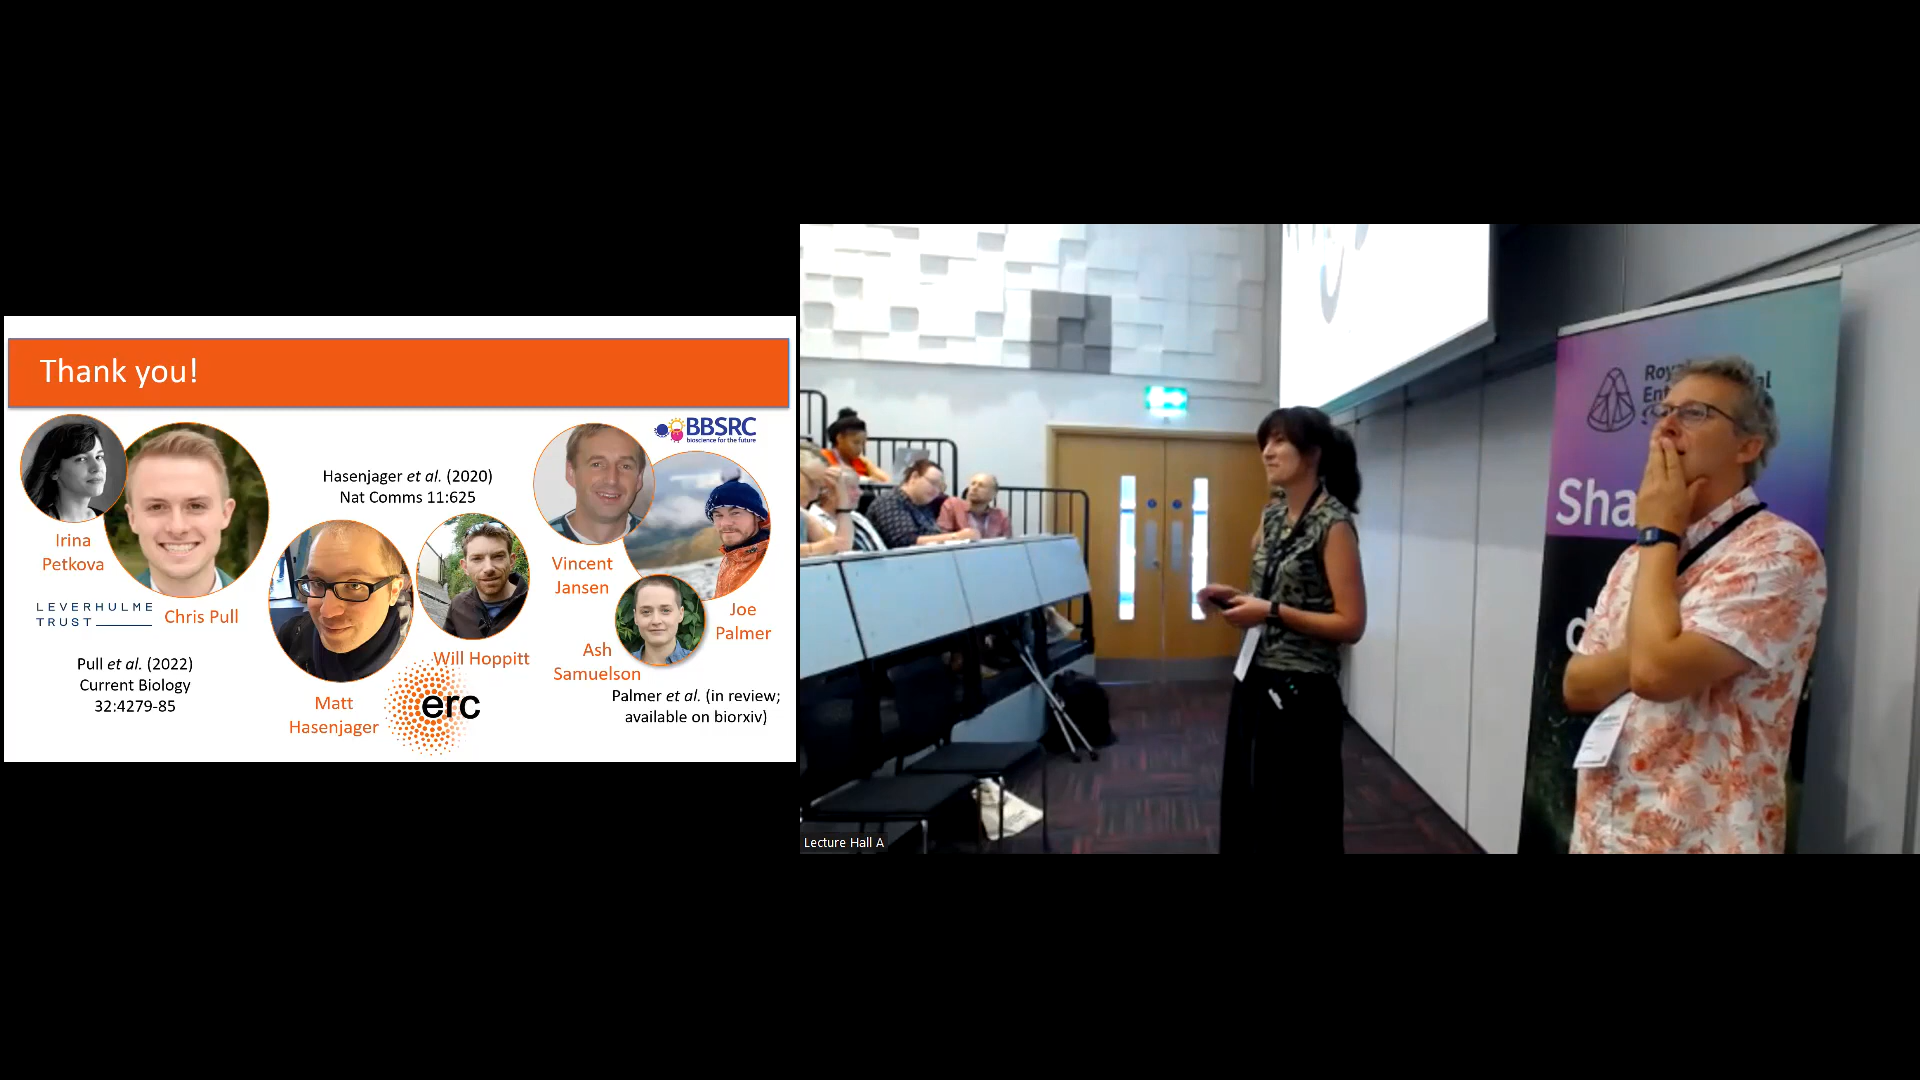 Thank you!
BBSRC
bioscience for the future
Hasenjager et al. (2020)
Nat Comms 11:625
Irina
Petkova
Vincent
Jansen
LEVERHULME
TRUST
Chris Pull
Joe
Palmer
Ash
Samuelson
Will Hoppitt
Pull et al. (2022)
Current Biology
32:4279-85
Matt
Hasenjager
erc
Palmer et al. (in review;
available on biorxiv)
Sha
Lecture Hall A